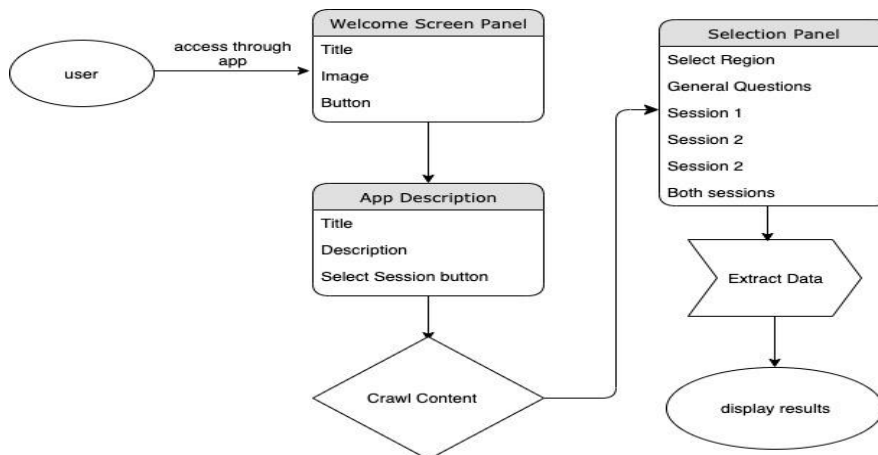 user
access through
app
Welcome Screen Panel
Title
Image
Button
App Description
Title
Description
Select Session button
Crawl Content
Selection Panel
Select Region
General Questions
Session 1
Session 2
Session 2
Both sessions
Extract Data
display results